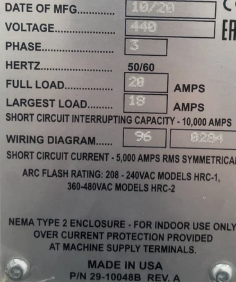 DATE OF MFG.......... 10/20
VOLTAGE.............. 440
PHASE................ 3
HERTZ................ 50/60
FULL LOAD........ 20 AMPS
LARGEST LOAD..... 18 AMPS
SHORT CIRCUIT INTERRUPTING CAPACITY - 10,000 AMPS
WIRING DIAGRAM...... 96 0284
SHORT CIRCUIT CURRENT - 5,000 AMPS RMS SYMMETRICAL
ARC FLASH RATING: 208 - 240VAC MODELS HRC-1,
360-480VAC MODELS HRC-2
NEMA TYPE 2 ENCLOSURE - FOR INDOOR USE ONLY
OVER CURRENT PROTECTION PROVIDED
AT MACHINE SUPPLY TERMINALS.
MADE IN USA
P/N 29-10048B REV. A